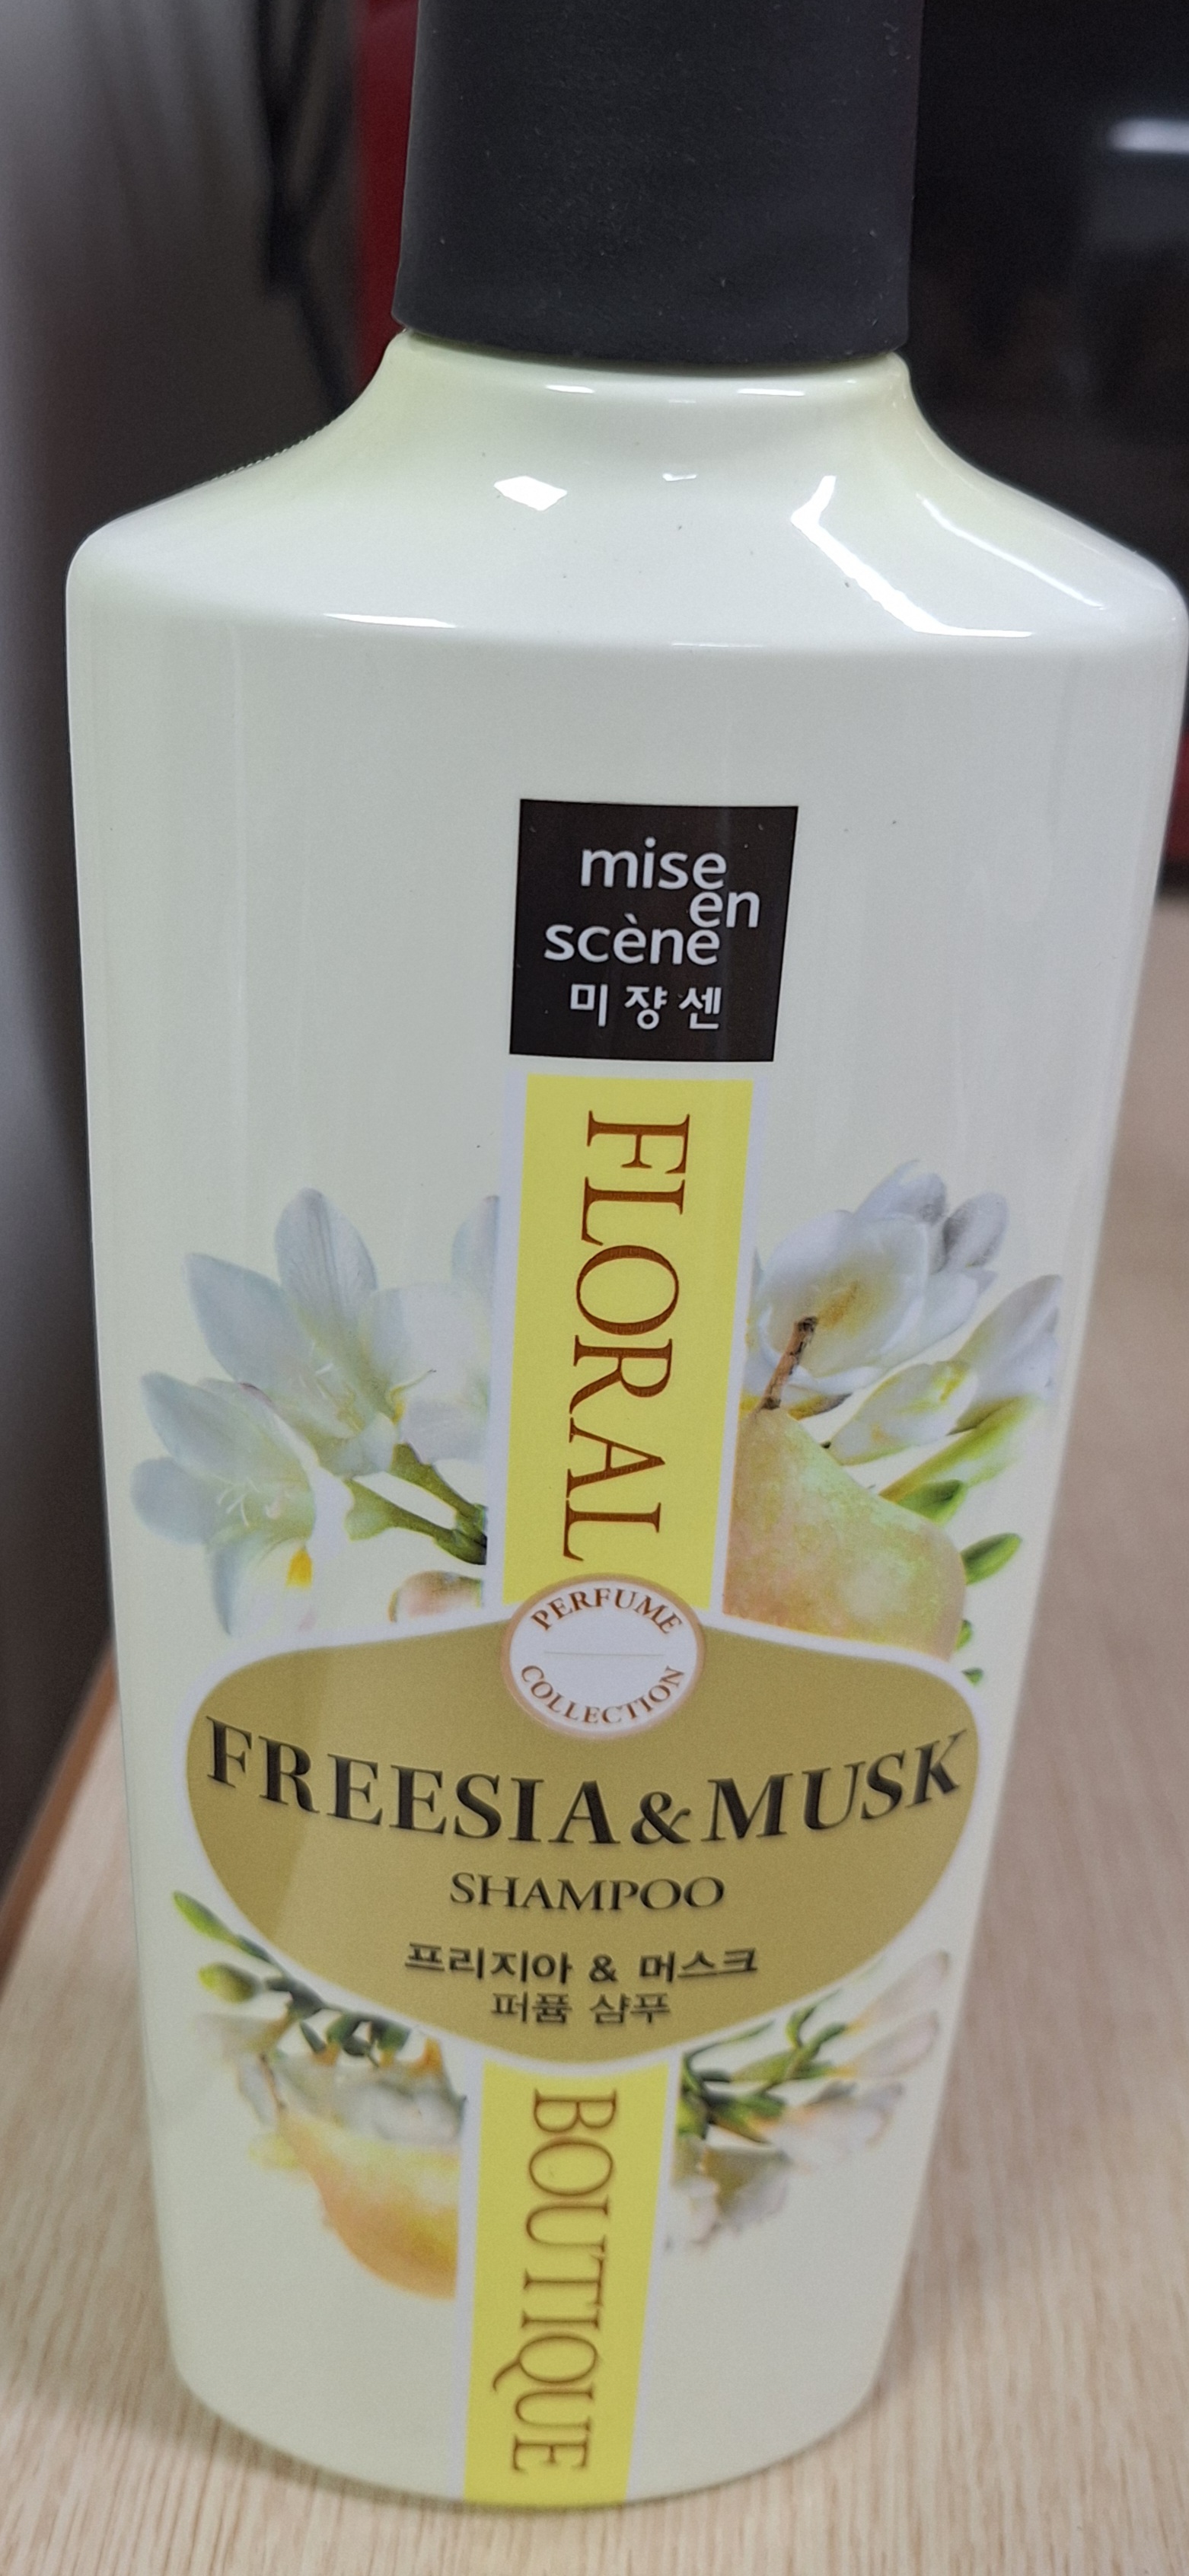 mise
en
scène
미쟝센
FLORAL
PERFUME
COLLECTION
FREESIA & MUSK
SHAMPOO
프리지아 & 머스크
퍼퓸 샴푸
BOUTIQUE